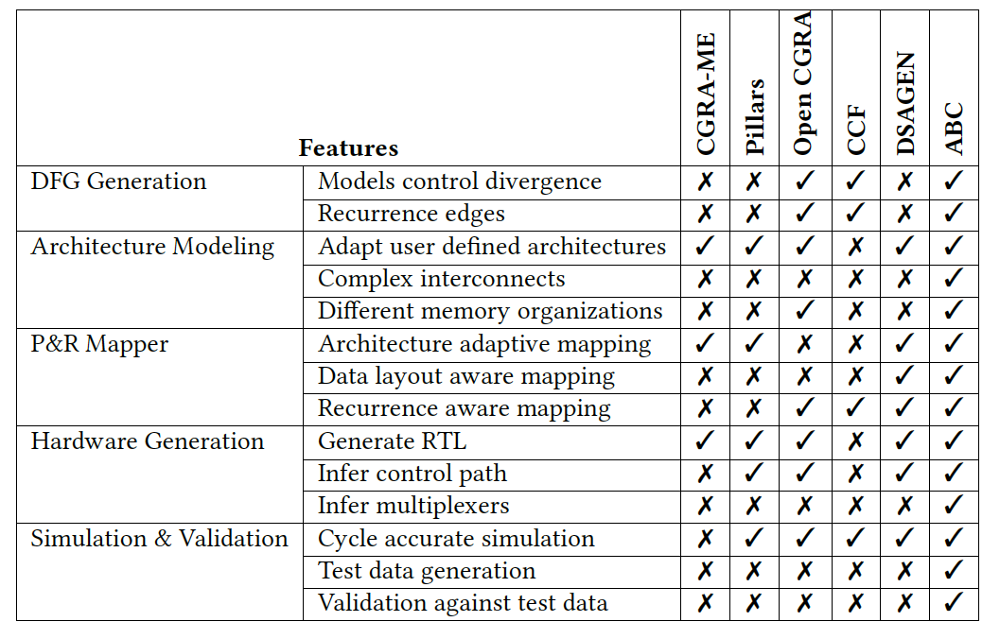 Features CGRA-ME Pillars Open CGRA CCF DSAGEN ABC
DFG Generation Models control divergence ✗ ✗ ✓ ✓ ✗ ✓
Recurrence edges ✗ ✗ ✓ ✓ ✗ ✓
Architecture Modeling Adapt user defined architectures ✓ ✓ ✓ ✗ ✓ ✓
Complex interconnects ✗ ✗ ✗ ✗ ✗ ✓
Different memory organizations ✗ ✗ ✓ ✗ ✗ ✓
P&R Mapper Architecture adaptive mapping ✓ ✓ ✗ ✗ ✓ ✓
Data layout aware mapping ✗ ✗ ✗ ✗ ✓ ✓
Recurrence aware mapping ✗ ✗ ✓ ✓ ✓ ✓
Hardware Generation Generate RTL ✓ ✓ ✓ ✗ ✓ ✓
Infer control path ✗ ✓ ✓ ✗ ✓ ✓
Infer multiplexers ✗ ✗ ✗ ✗ ✗ ✓
Simulation & Validation Cycle accurate simulation ✗ ✓ ✓ ✓ ✓ ✓
Test data generation ✗ ✗ ✗ ✗ ✗ ✓
Validation against test data ✗ ✗ ✗ ✗ ✗ ✓